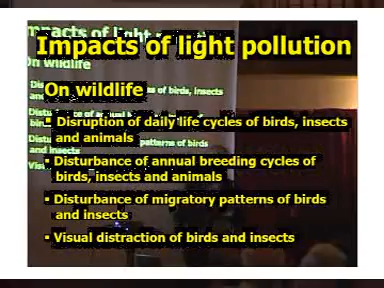 Impacts of light pollution
On wildlife
▪ Disruption of daily life cycles of birds, insects
and animals
▪ Disturbance of annual breeding cycles of
birds, insects and animals
▪ Disturbance of migratory patterns of birds
and insects
▪ Visual distraction of birds and insects